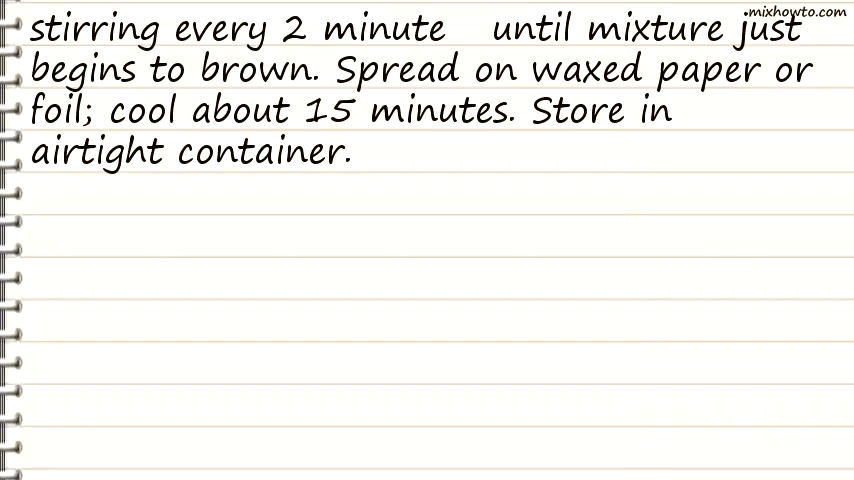 .mixhowto.com
stirring every 2 minute until mixture just
begins to brown. Spread on waxed paper or
foil; cool about 15 minutes. Store in
airtight container.